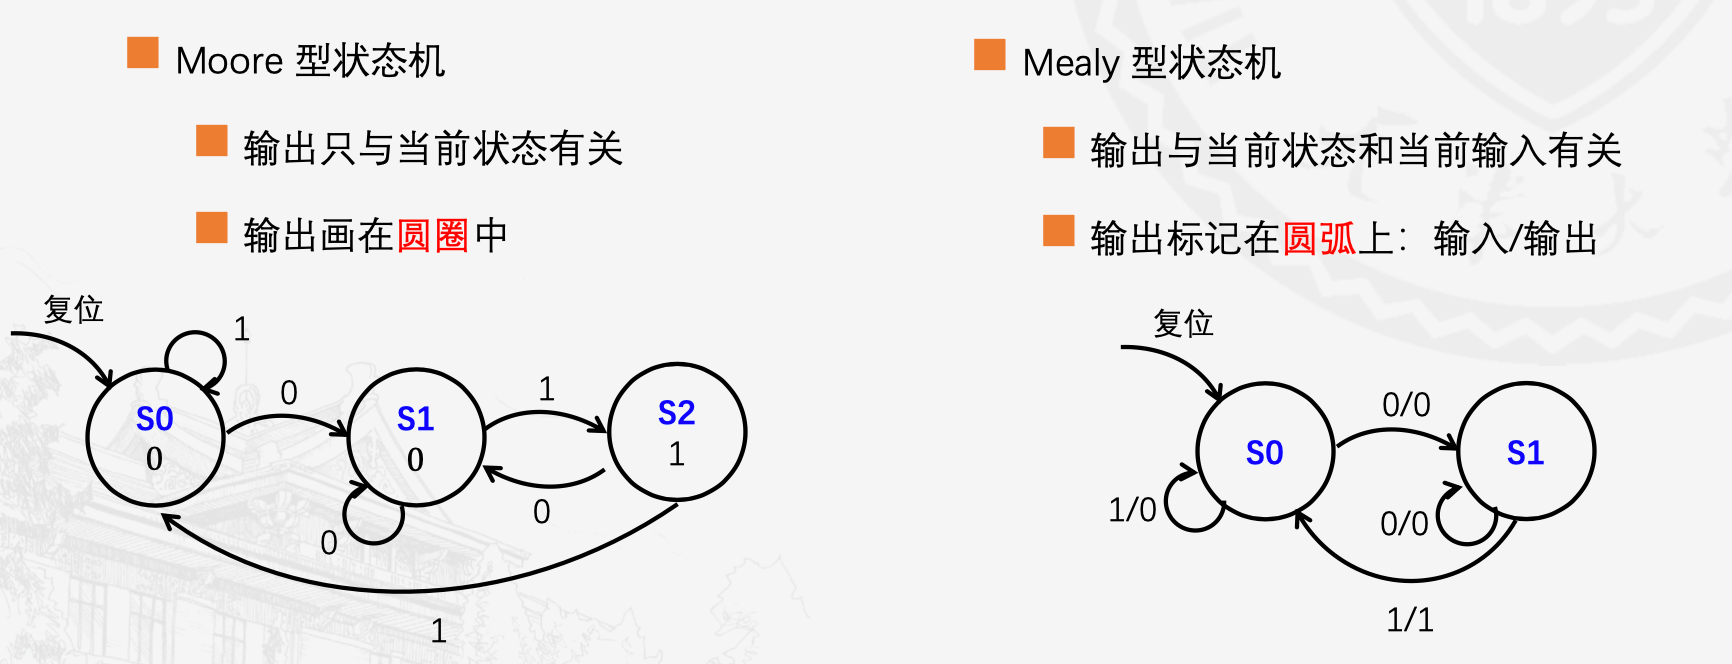 Moore 型状态机
输出只与当前状态有关
输出画在圆圈中
复位
1
0
1
S0
0
S1
0
S2
1
0
0
1
Mealy 型状态机
输出与当前状态和当前输入有关
输出标记在圆弧上：输入/输出
复位
0/0
S0
S1
1/0
0/0
1/1